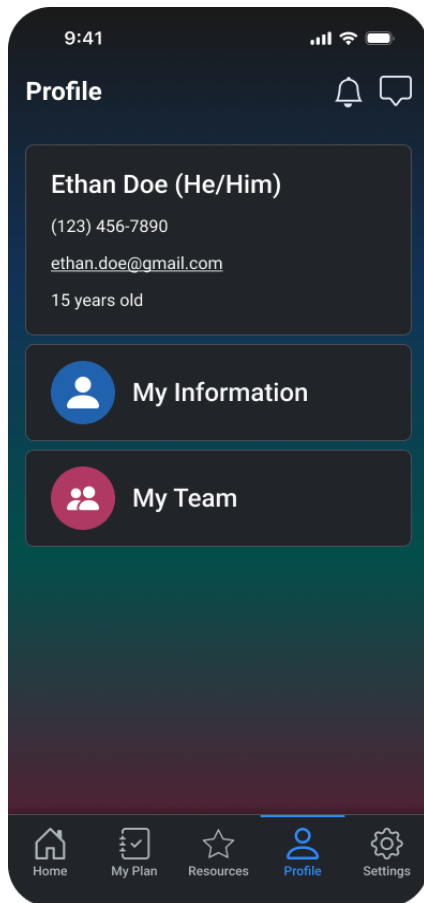 9:41
Profile
Ethan Doe (He/Him)
(123) 456-7890
ethan.doe@gmail.com
15 years old
My Information
My Team
Home My Plan Resources Profile Settings